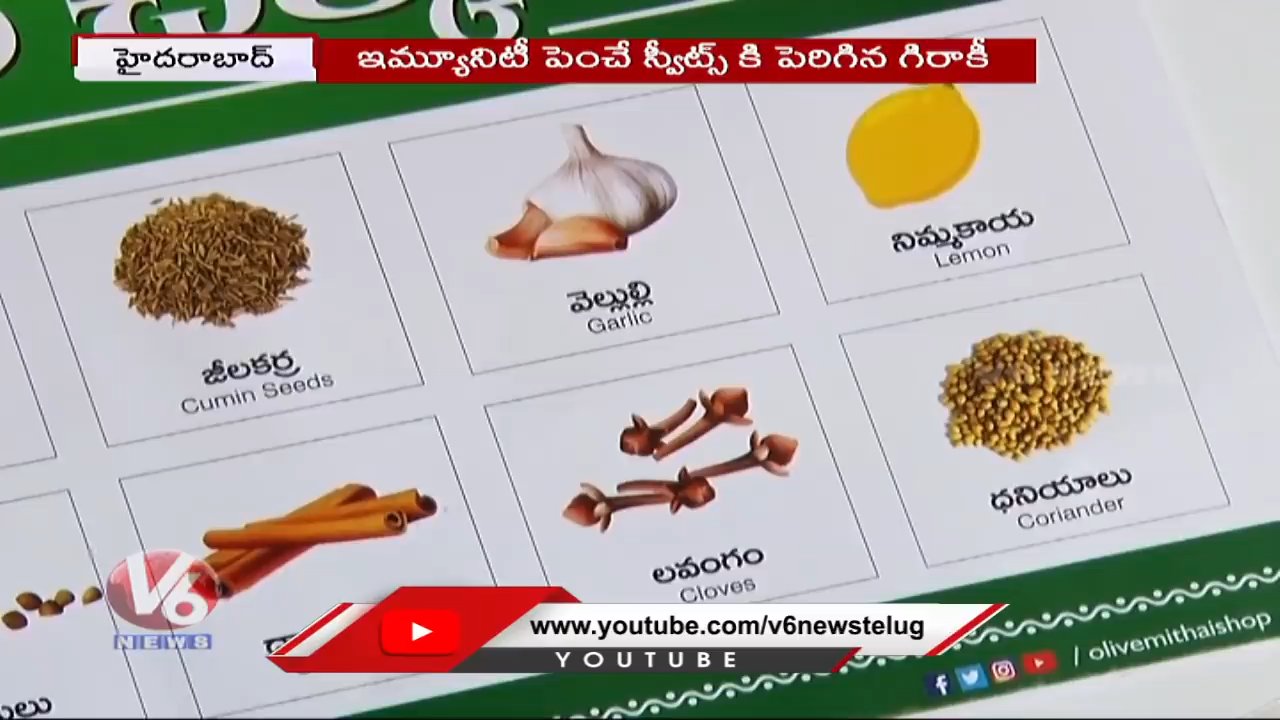 హైదరాబాద్
ఇమ్యూనిటీ పెంచే స్వీట్స్ కి పెరిగిన గిరాకీ
నిమ్మకాయ
Lemon
వెల్లుల్లి
Garlic
జీలకర్ర
Cumin Seeds
ధనియాలు
Coriander
లవంగం
Cloves
V6
NEWS
www.youtube.com/v6newstelug
YOUTUBE
/ olivemithaishop